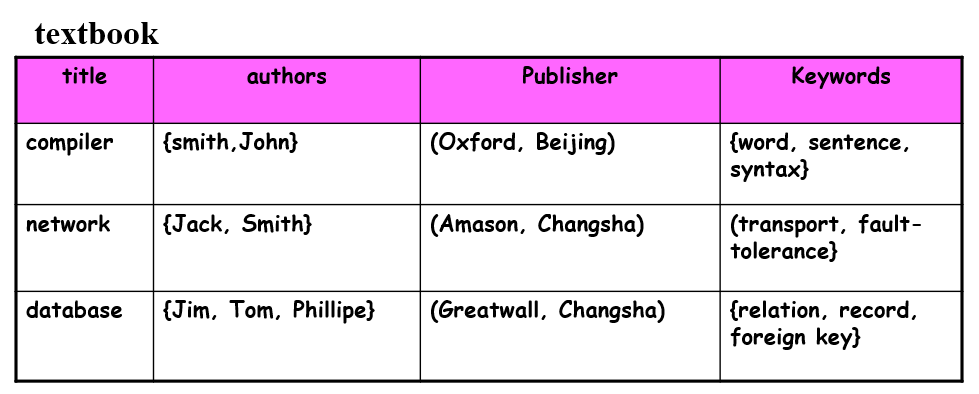 textbook
title authors Publisher Keywords
compiler {smith,John} (Oxford, Beijing) {word, sentence,
syntax}
network {Jack, Smith} (Amason, Changsha) (transport, fault-
tolerance}
database {Jim, Tom, Phillipe} (Greatwall, Changsha) {relation, record,
foreign key}